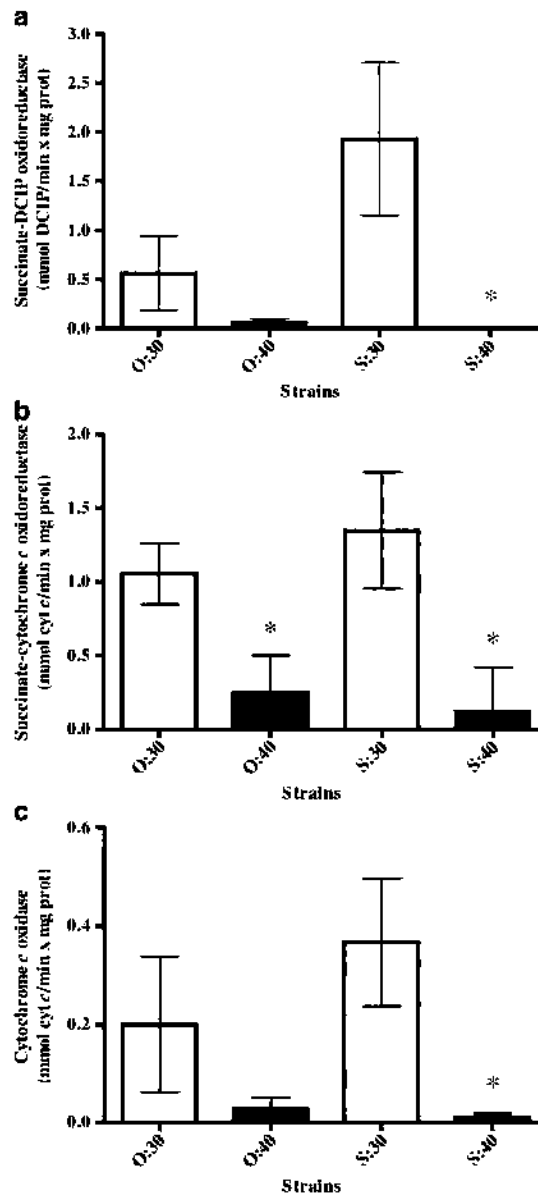 a
Succinate-DCIP oxidoreductase
(mmol DCIP/min x mg prot)
3.0
2.5
2.0
1.5
1.0
0.5
0.0
*
O:30
O:40
S:30
S:40
Strains
b
Succinate-cytochrome c oxidoreductase
(mmol cyt c/min x mg prot)
2.0
1.5
1.0
0.5
0.0
*
*
O:30
O:40
S:30
S:40
Strains
c
Cytochrome c oxidase
(mmol cyt c/min x mg prot)
0.6
0.4
0.2
0.0
*
O:30
O:40
S:30
S:40
Strains